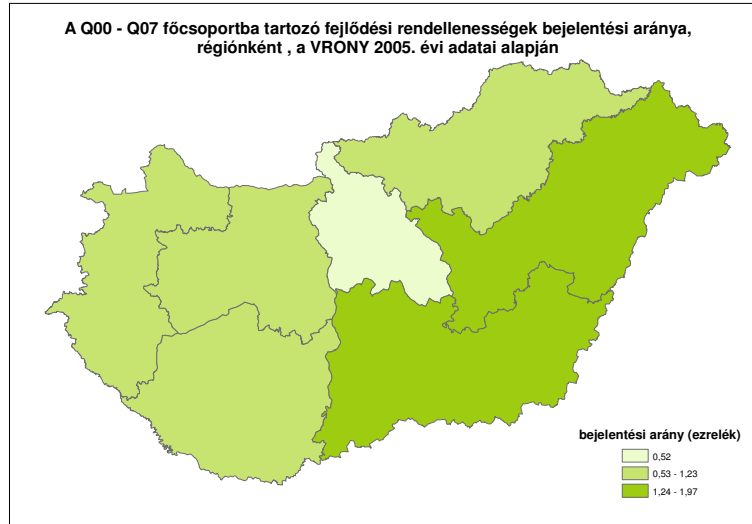 A Q00 - Q07 főcsoportba tartozó fejlődési rendellenességek bejelentési aránya,
régiónként , a VRONY 2005. évi adatai alapján
bejelentési arány (ezrelék)
0,52
0,53 - 1,23
1,24 - 1,97